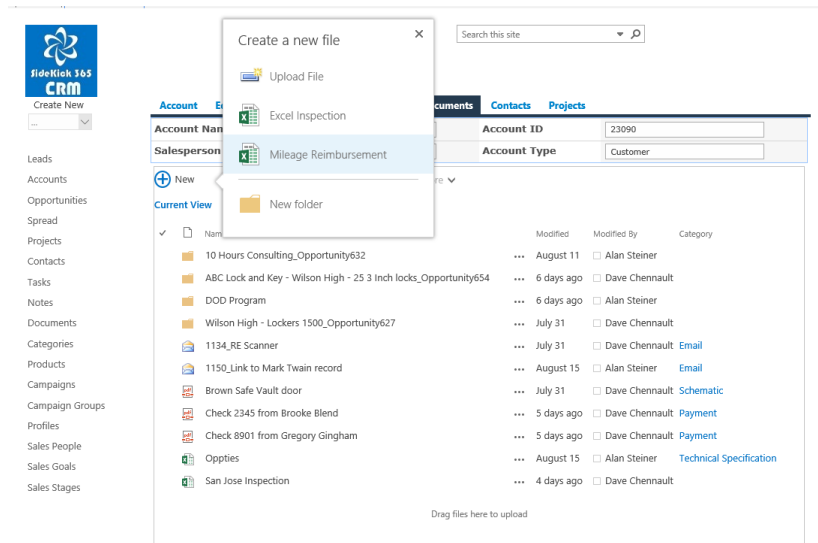 Create a new file
Search this site
SideKick 365
CRM
Upload File
Create New
...
Account
Contacts Projects
Excel Inspection
Account ID 23090
Mileage Reimbursement
Salesperson
Account Type Customer
Leads
Accounts
New
Opportunities
New folder
Current View
Spread
Projects
Modified Modified By Category
Contacts
10 Hours Consulting_Opportunity632 ... August 11 Alan Steiner
Tasks
ABC Lock and Key - Wilson High - 25 3 Inch locks_Opportunity654 ... 6 days ago Dave Chennault
Notes
DOD Program ... 6 days ago Alan Steiner
Documents
Wilson High - Lockers 1500_Opportunity627 ... July 31 Dave Chennault
Categories
1134_RE Scanner ... July 31 Dave Chennault Email
Products
1150_Link to Mark Twain record ... August 15 Alan Steiner Email
Campaigns
Brown Safe Vault door ... July 31 Dave Chennault Schematic
Campaign Groups
Check 2345 from Brooke Blend ... 5 days ago Dave Chennault Payment
Profiles
Check 8901 from Gregory Gingham ... 5 days ago Dave Chennault Payment
Sales People
Oppties ... August 15 Alan Steiner Technical Specification
Sales Goals
San Jose Inspection ... 4 days ago Dave Chennault
Sales Stages
Drag files here to upload